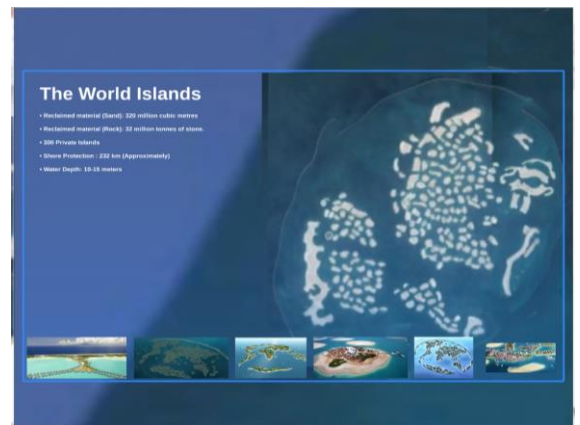 The World Islands
• Reclaimed material (Sand): 320 million cubic metres
• Reclaimed material (Rock): 32 million tonnes of stone.
• 300 Private Islands
• Shore Protection : 232 km (Approximately)
• Water Depth: 10-15 meters